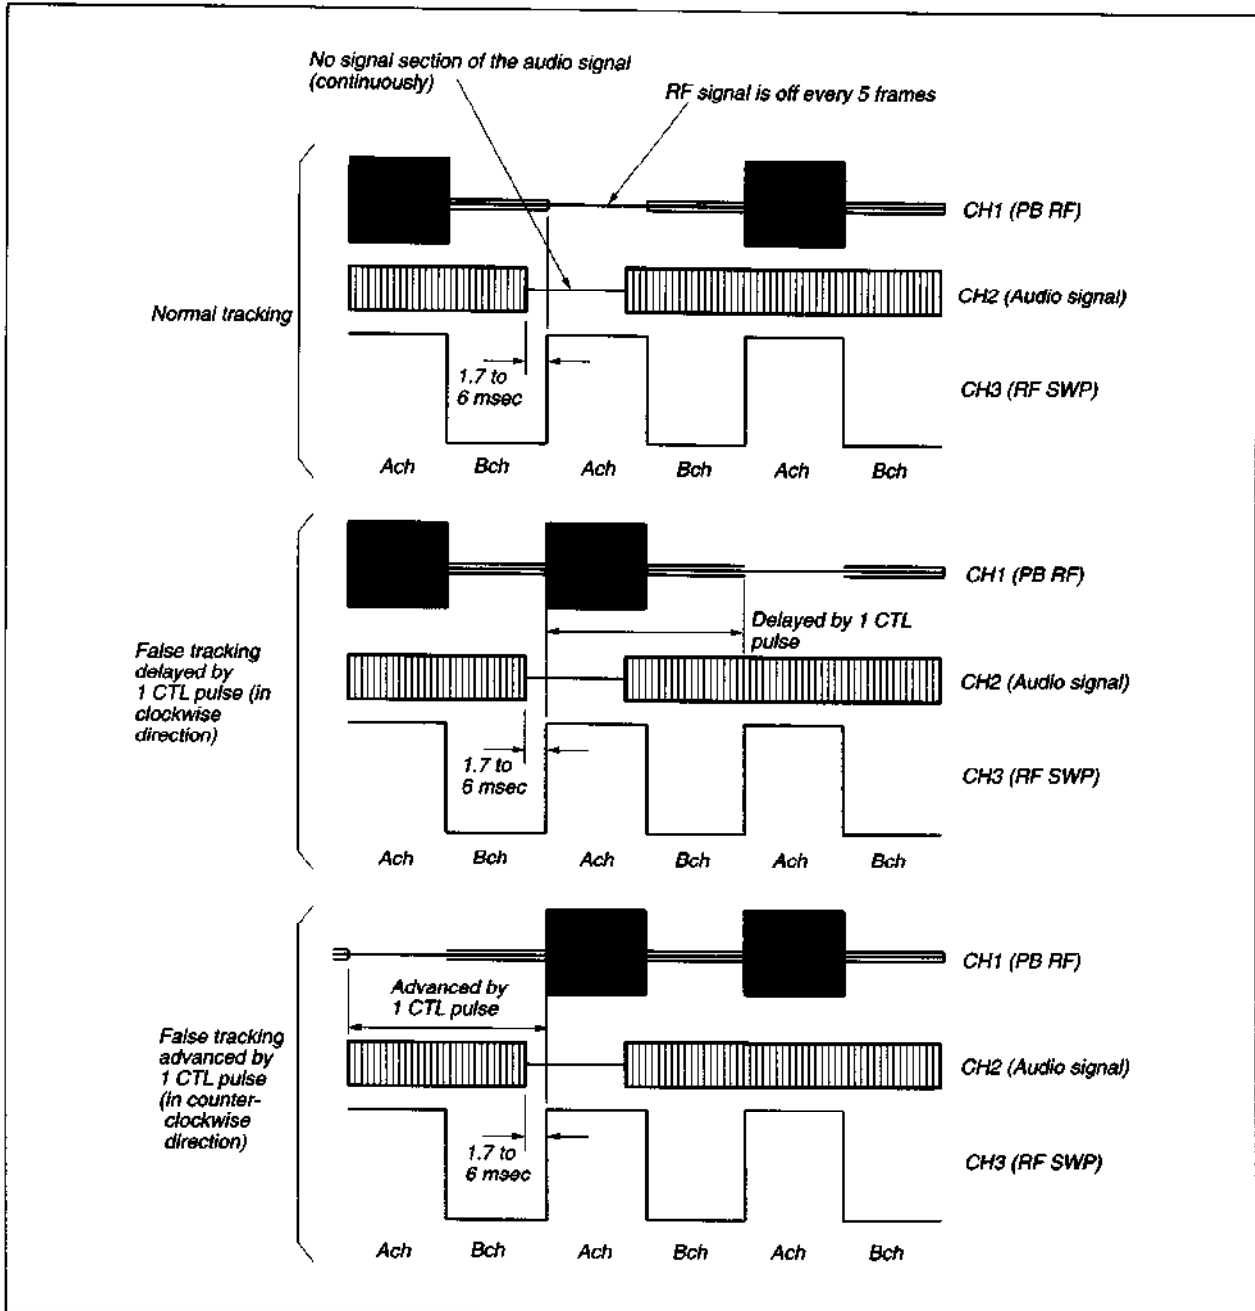 No signal section of the audio signal
(continuously)
RF signal is off every 5 frames
CH1 (PB RF)
Normal tracking
CH2 (Audio signal)
1.7 to
6 msec
CH3 (RF SWP)
Ach Bch Ach Bch Ach Bch
CH1 (PB RF)
Delayed by 1 CTL
pulse
False tracking
delayed by
1 CTL pulse (in
clockwise
direction)
CH2 (Audio signal)
1.7 to
6 msec
CH3 (RF SWP)
Ach Bch Ach Bch Ach Bch
CH1 (PB RF)
Advanced by
1 CTL pulse
False tracking
advanced by
1 CTL pulse
(in counter-
clockwise
direction)
CH2 (Audio signal)
1.7 to
6 msec
CH3 (RF SWP)
Ach Bch Ach Bch Ach Bch